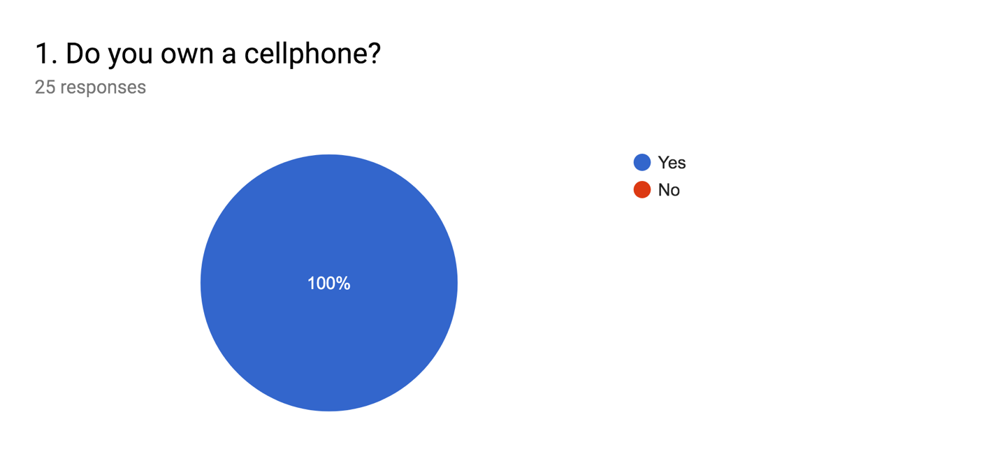 1. Do you own a cellphone?
25 responses
Yes
No
100%